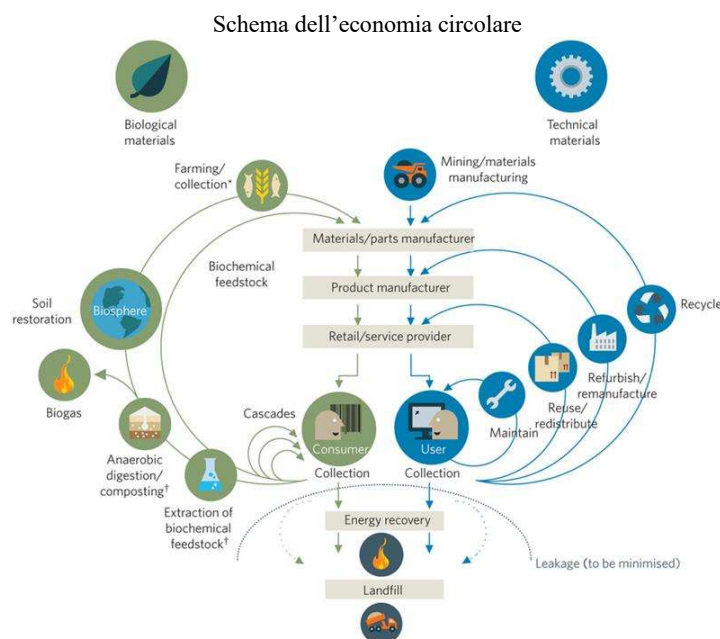 Schema dell’economia circolare
Biological
materials
Technical
materials
Farming/
collection*
Mining/materials
manufacturing
Materials/parts manufacturer
Biochemical
feedstock
Product manufacturer
Soil
restoration
Biosphere
Recycle
Retail/service provider
Biogas
Refurbish/
remanufacture
Reuse/
redistribute
Maintain
Cascades
Consumer
User
Anaerobic
digestion/
composting†
Collection
Collection
Extraction of
biochemical
feedstock†
Energy recovery
Leakage (to be minimised)
Landfill